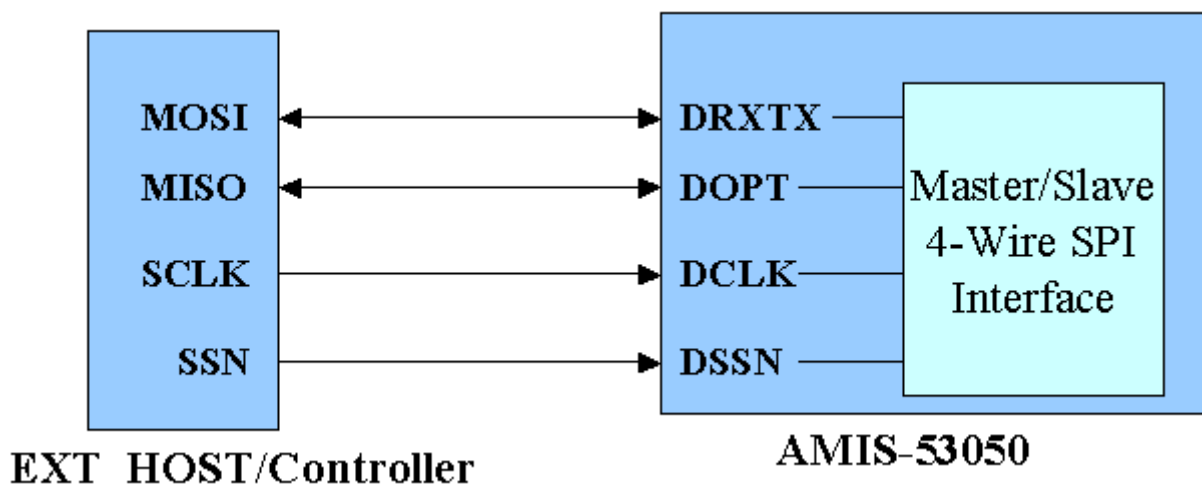 MOSI
MISO
SCLK
SSN
EXT HOST/Controller
DRXTX
DOPT
DCLK
DSSN
Master/Slave
4-Wire SPI
Interface
AMIS-53050